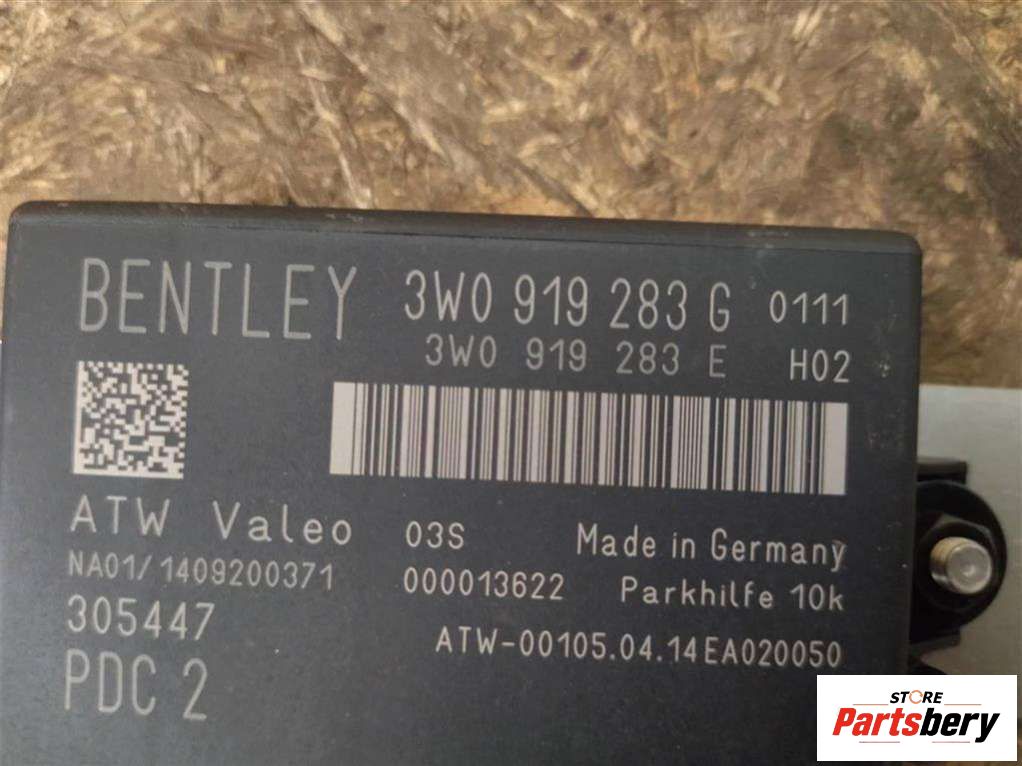 BENTLEY 3W0 919 283 G 0111
3W0 919 283 E H02
ATW Valeo 03S Made in Germany
NA01/1409200371 000013622 Parkhilfe 10k
305447 ATW-00105.04.14EA020050
PDC 2
STORE
Partsbery